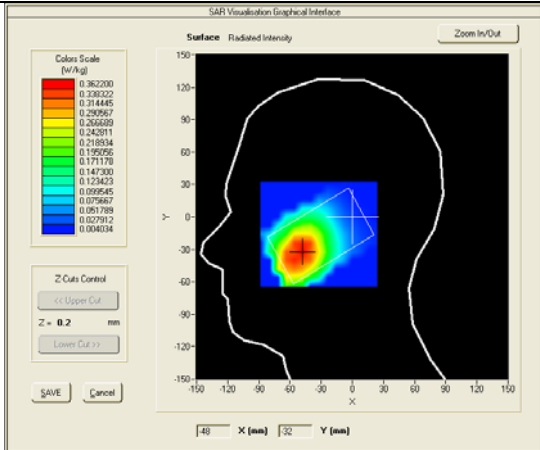 SAR Visualisation Graphical Interface
Surface Radiated Intensity
Zoom In/Out
Colors Scale
(W/kg)
0.362200
0.338322
0.314445
0.290567
0.266689
0.242811
0.218934
0.195056
0.171178
0.147300
0.123423
0.099545
0.075667
0.051789
0.027912
0.004034
Z Cuts Control
<< Upper Cut
Z = 0.2 mm
Lower Cut >>
SAVE Cancel
150
120
90
60
30
0
-30
-60
-90
-120
-150
Y
-150 -120 -90 -60 -30 0 30 60 90 120 150
X
-48 X (mm) -32 Y (mm)